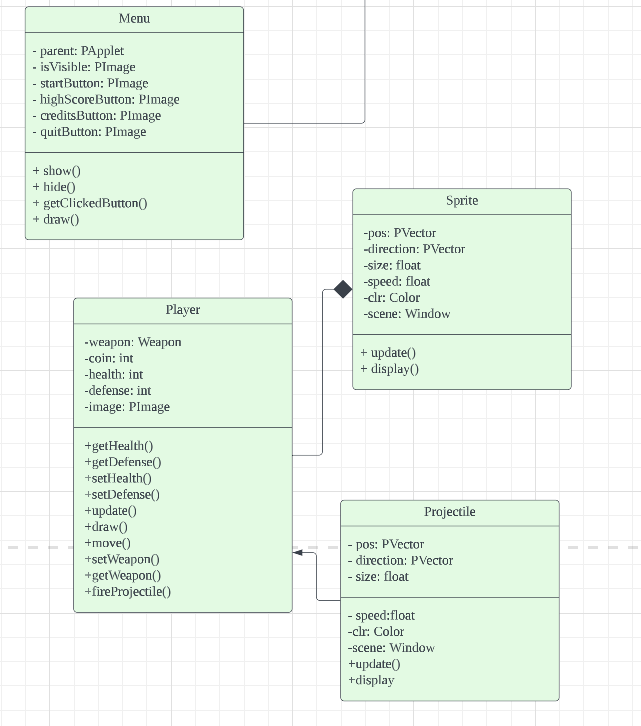 Menu
- parent: PApplet
- isVisible: PImage
- startButton: PImage
- highScoreButton: PImage
- creditsButton: PImage
- quitButton: PImage
+ show()
+ hide()
+ getClickedButton()
+ draw()
Sprite
-pos: PVector
-direction: PVector
-size: float
-speed: float
-clr: Color
-scene: Window
+ update()
+ display()
Player
-weapon: Weapon
-coin: int
-health: int
-defense: int
-image: PImage
+getHealth()
+getDefense()
+setHealth()
+setDefense()
+update()
+draw()
+move()
+setWeapon()
+getWeapon()
+fireProjectile()
Projectile
- pos: PVector
- direction: PVector
- size: float
- speed:float
-clr: Color
-scene: Window
+update()
+display